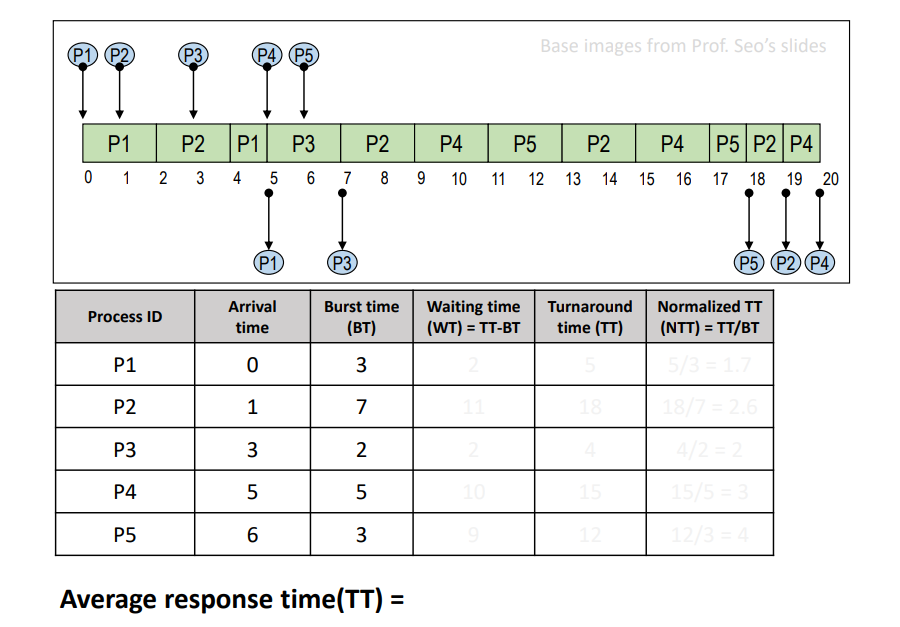 Base images from Prof. Seo's slides
P1 P2 P3 P4 P5
P1 P2 P1 P3 P2 P4 P5 P2 P4 P5 P2 P4
0 1 2 3 4 5 6 7 8 9 10 11 12 13 14 15 16 17 18 19 20
P1 P3 P5 P2 P4
Process ID Arrival time Burst time (BT) Waiting time (WT) = TT-BT Turnaround time (TT) Normalized TT (NTT) = TT/BT
P1 0 3 2 5 5/3 = 1.7
P2 1 7 11 18 18/7 = 2.6
P3 3 2 2 4 4/2 = 2
P4 5 5 10 15 15/5 = 3
P5 6 3 9 12 12/3 = 4
Average response time(TT) =